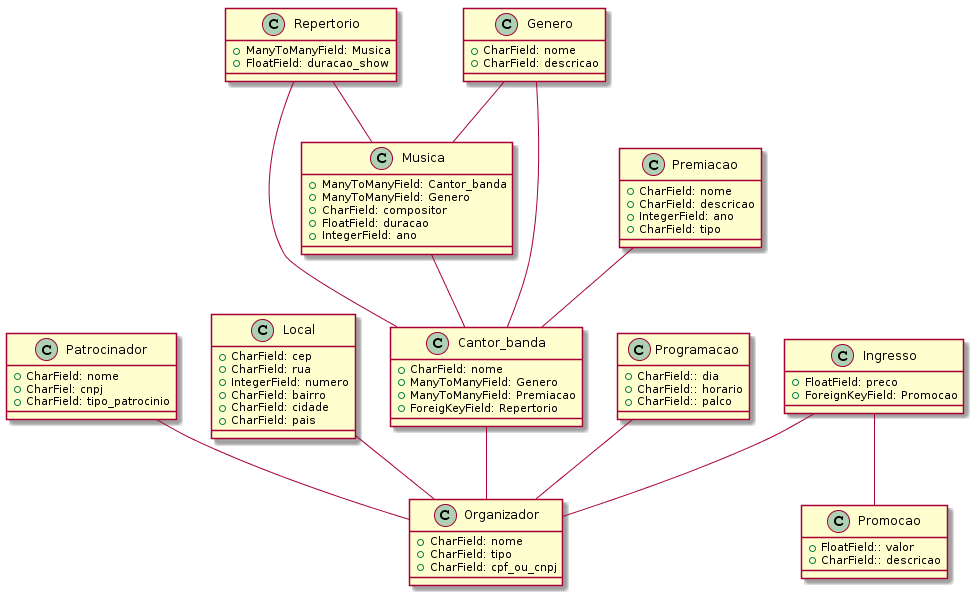 C Repertorio
ManyToManyField: Musica
FloatField: duracao_show
C Genero
CharField: nome
CharField: descricao
C Musica
ManyToManyField: Cantor_banda
ManyToManyField: Genero
CharField: compositor
FloatField: duracao
IntegerField: ano
C Premiacao
CharField: nome
CharField: descricao
IntegerField: ano
CharField: tipo
C Patrocinador
CharField: nome
CharFiel: cnpj
CharField: tipo_patrocinio
C Local
CharField: cep
CharField: rua
IntegerField: numero
CharField: bairro
CharField: cidade
CharField: pais
C Cantor_banda
CharField: nome
ManyToManyField: Genero
ManyToManyField: Premiacao
ForeigKeyField: Repertorio
C Programacao
CharField:: dia
CharField:: horario
CharField:: palco
C Ingresso
FloatField: preco
ForeignKeyField: Promocao
C Organizador
CharField: nome
CharField: tipo
CharField: cpf_ou_cnpj
C Promocao
FloatField:: valor
CharField:: descricao